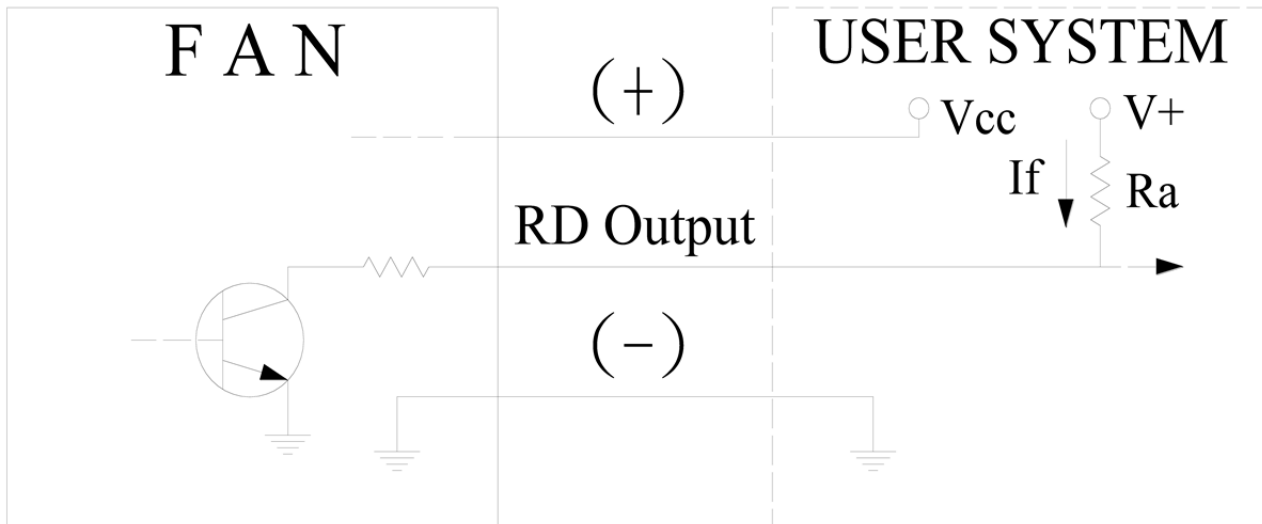 F A N
USER SYSTEM
(+)
Vcc
V+
If
Ra
RD Output
(-)